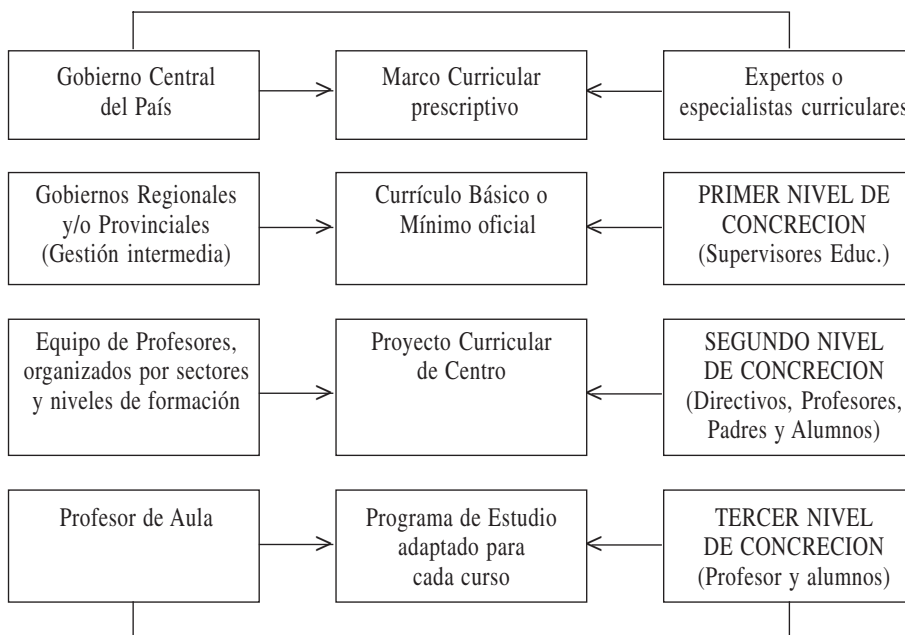 Gobierno Central
del País
Marco Curricular
prescriptivo
Expertos o
especialistas curriculares
Gobiernos Regionales
y/o Provinciales
(Gestión intermedia)
Currículo Básico o
Mínimo oficial
PRIMER NIVEL DE
CONCRECION
(Supervisores Educ.)
Equipo de Profesores,
organizados por sectores
y niveles de formación
Proyecto Curricular
de Centro
SEGUNDO NIVEL
DE CONCRECION
(Directivos, Profesores,
Padres y Alumnos)
Profesor de Aula
Programa de Estudio
adaptado para
cada curso
TERCER NIVEL
DE CONCRECION
(Profesor y alumnos)